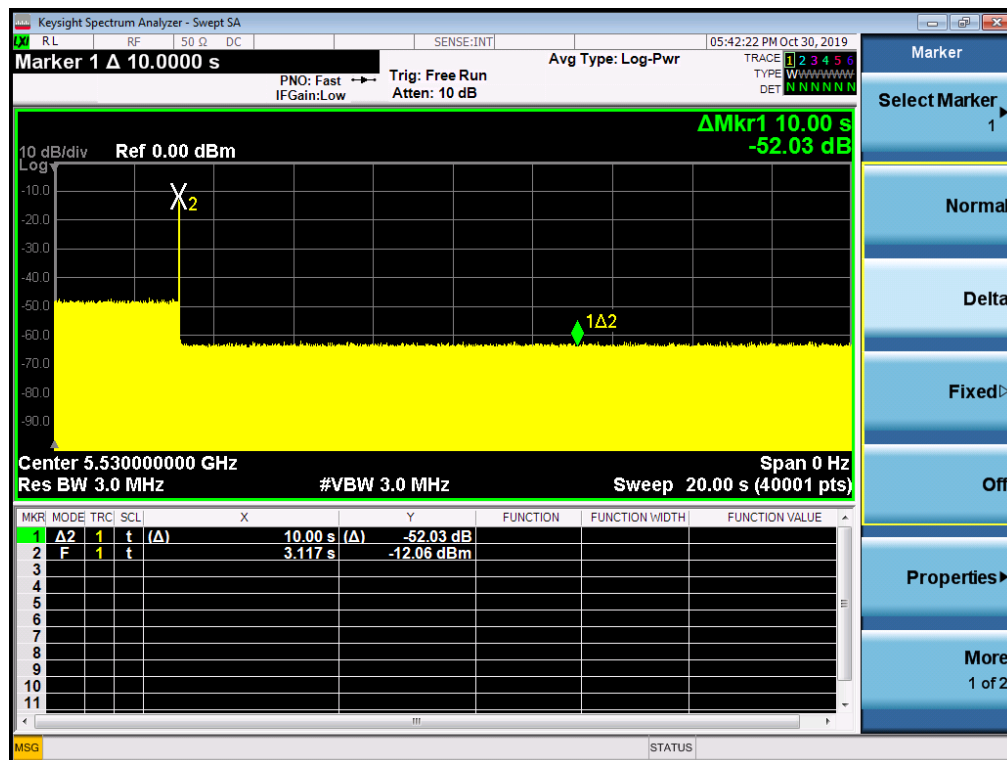 Keysight Spectrum Analyzer - Swept SA
LXI RL RF 50 Ω DC SENSE:INT 05:42:22 PM Oct 30, 2019
Marker 1 Δ 10.0000 s
PNO: Fast
IFGain:Low
Trig: Free Run
Atten: 10 dB
Avg Type: Log-Pwr
TRACE 1 2 3 4 5 6
TYPE WWWWWW
DET N N N N N N
ΔMkr1 10.00 s
-52.03 dB
10 dB/div Ref 0.00 dBm
Log
-10.0
-20.0
-30.0
-40.0
-50.0
-60.0
-70.0
-80.0
-90.0
2
1Δ2
Center 5.530000000 GHz Span 0 Hz
Res BW 3.0 MHz #VBW 3.0 MHz Sweep 20.00 s (40001 pts)
MKR MODE TRC SCL X Y FUNCTION FUNCTION WIDTH FUNCTION VALUE
1 Δ2 1 t (Δ) 10.00 s (Δ) -52.03 dB
2 F 1 t 3.117 s -12.06 dBm
3
4
5
6
7
8
9
10
11
MSG STATUS
Marker
Select Marker
1
Normal
Delta
Fixed
Off
Properties
More
1 of 2